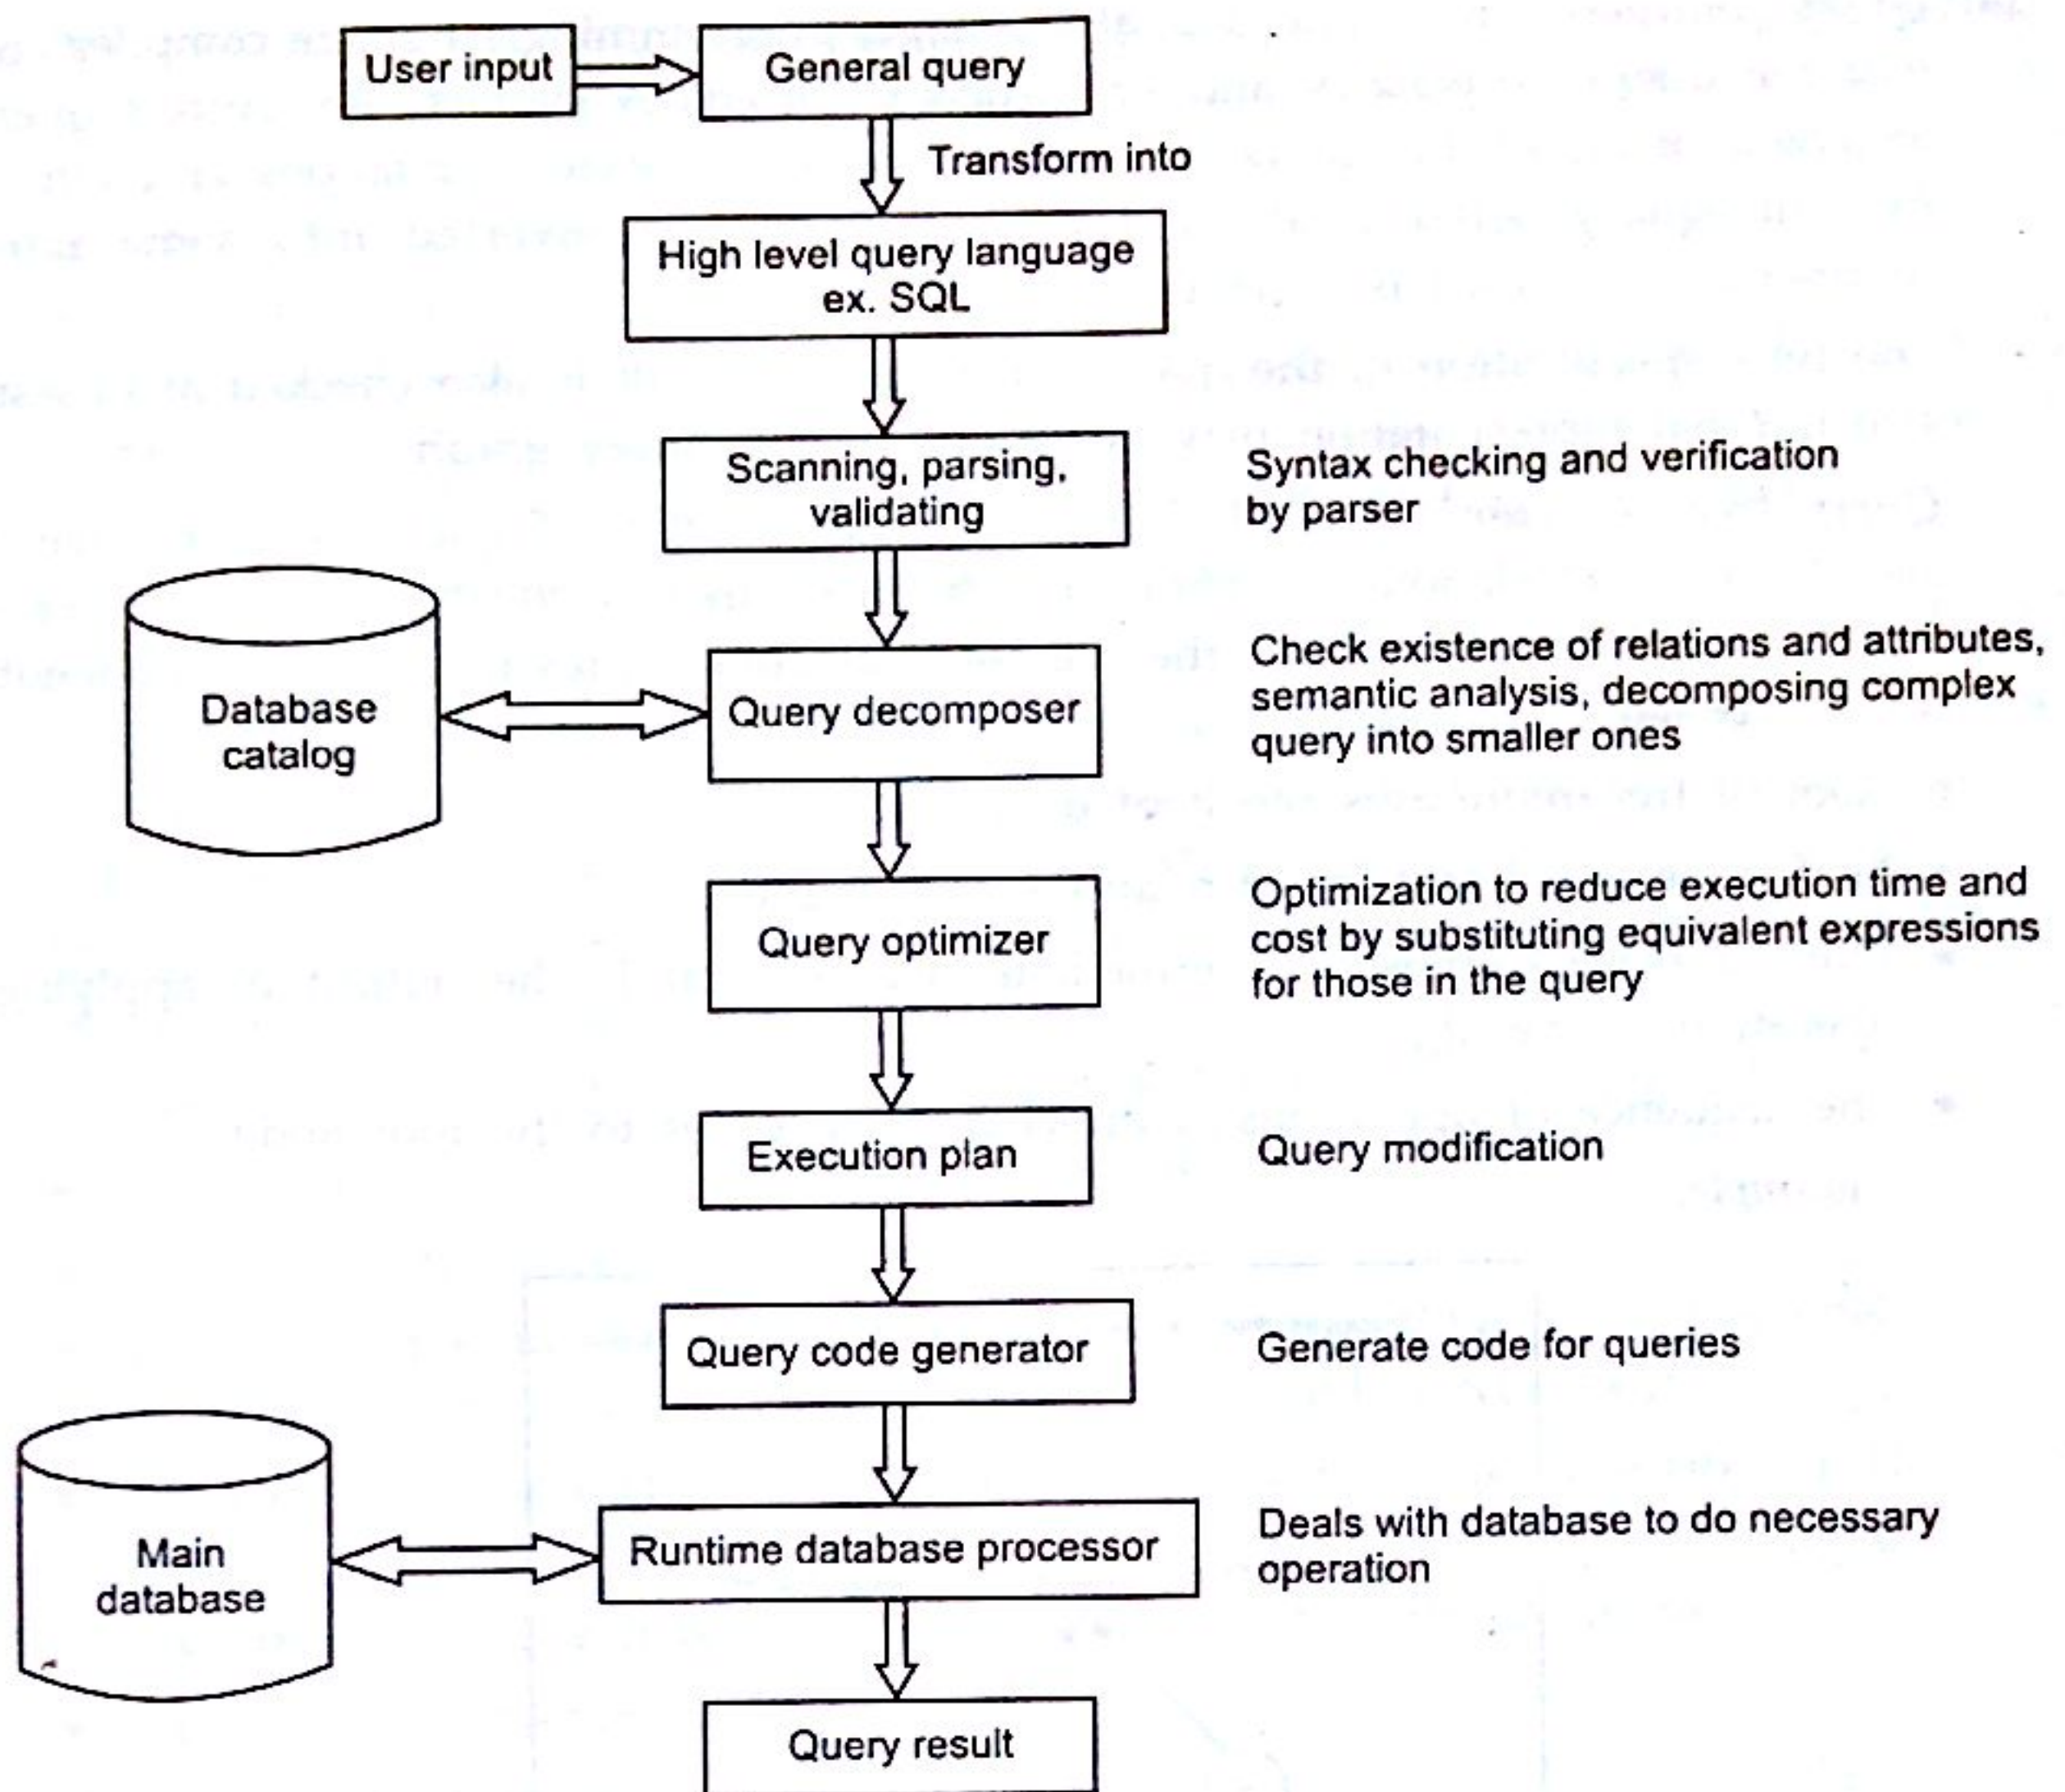 User input
General query
Transform into
High level query language
ex. SQL
Scanning, parsing,
validating
Syntax checking and verification
by parser
Database
catalog
Query decomposer
Check existence of relations and attributes,
semantic analysis, decomposing complex
query into smaller ones
Query optimizer
Optimization to reduce execution time and
cost by substituting equivalent expressions
for those in the query
Execution plan
Query modification
Query code generator
Generate code for queries
Main
database
Runtime database processor
Deals with database to do necessary
operation
Query result